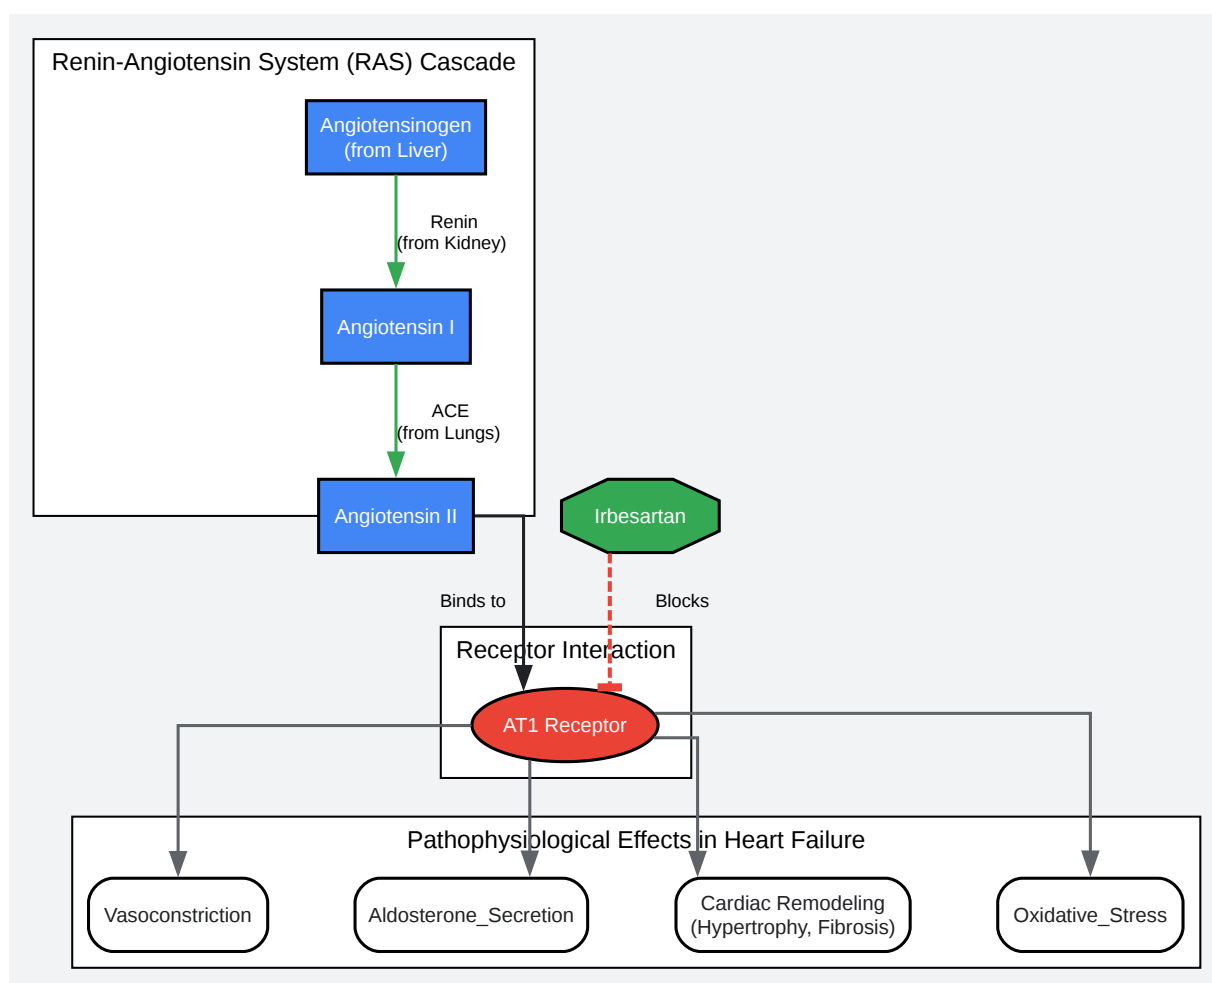 Renin-Angiotensin System (RAS) Cascade
Angiotensinogen
(from Liver)
Renin
(from Kidney)
Angiotensin I
ACE
(from Lungs)
Angiotensin II
Irbesartan
Binds to
Blocks
Receptor Interaction
AT1 Receptor
Pathophysiological Effects in Heart Failure
Vasoconstriction
Aldosterone_Secretion
Cardiac Remodeling
(Hypertrophy, Fibrosis)
Oxidative_Stress